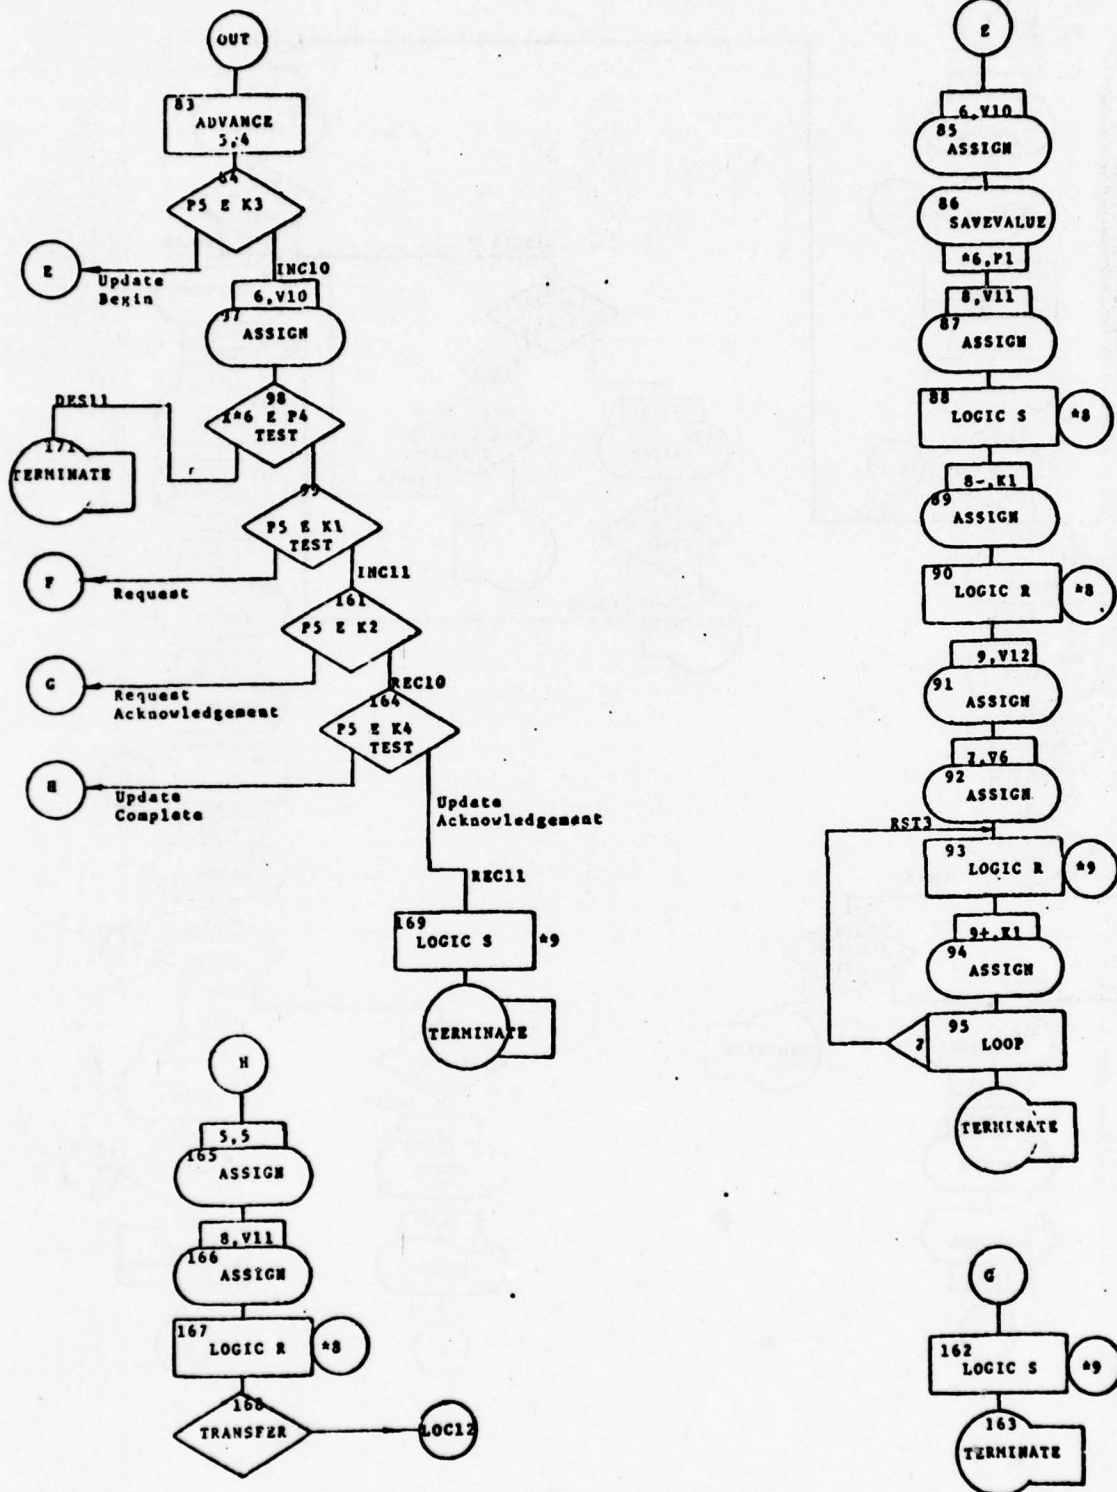 OUT
83
ADVANCE
5,4
84
P5 E K3
E
Update
Begin
INC10
6,V10
97
ASSIGN
DES11
98
X*6 E P4
TEST
171
TERMINATE
99
P5 E K1
TEST
F
Request
INC11
161
P5 E K2
G
Request
Acknowledgement
REC10
164
P5 E K4
TEST
H
Update
Complete
Update
Acknowledgement
REC11
169
LOGIC S
*9
TERMINATE
H
5,5
165
ASSIGN
8,V11
166
ASSIGN
167
LOGIC R
*8
168
TRANSFER
LOC12
E
6,V10
85
ASSIGN
86
SAVEVALUE
*6,P1
8,V11
87
ASSIGN
88
LOGIC S
*8
8-,K1
89
ASSIGN
90
LOGIC R
*8
9,V12
91
ASSIGN
7,V6
92
ASSIGN
RST3
93
LOGIC R
*9
9+,K1
94
ASSIGN
95
LOOP
7
TERMINATE
G
162
LOGIC S
*9
163
TERMINATE